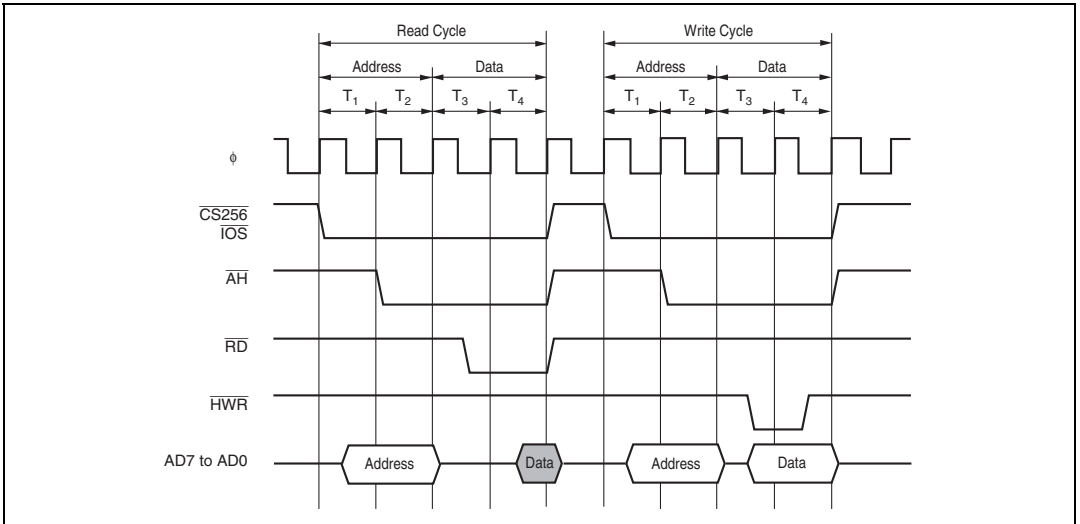 Read Cycle Write Cycle
Address Data Address Data
T1 T2 T3 T4 T1 T2 T3 T4
ϕ
CS256
IOS
AH
RD
HWR
AD7 to AD0 Address Data Address Data